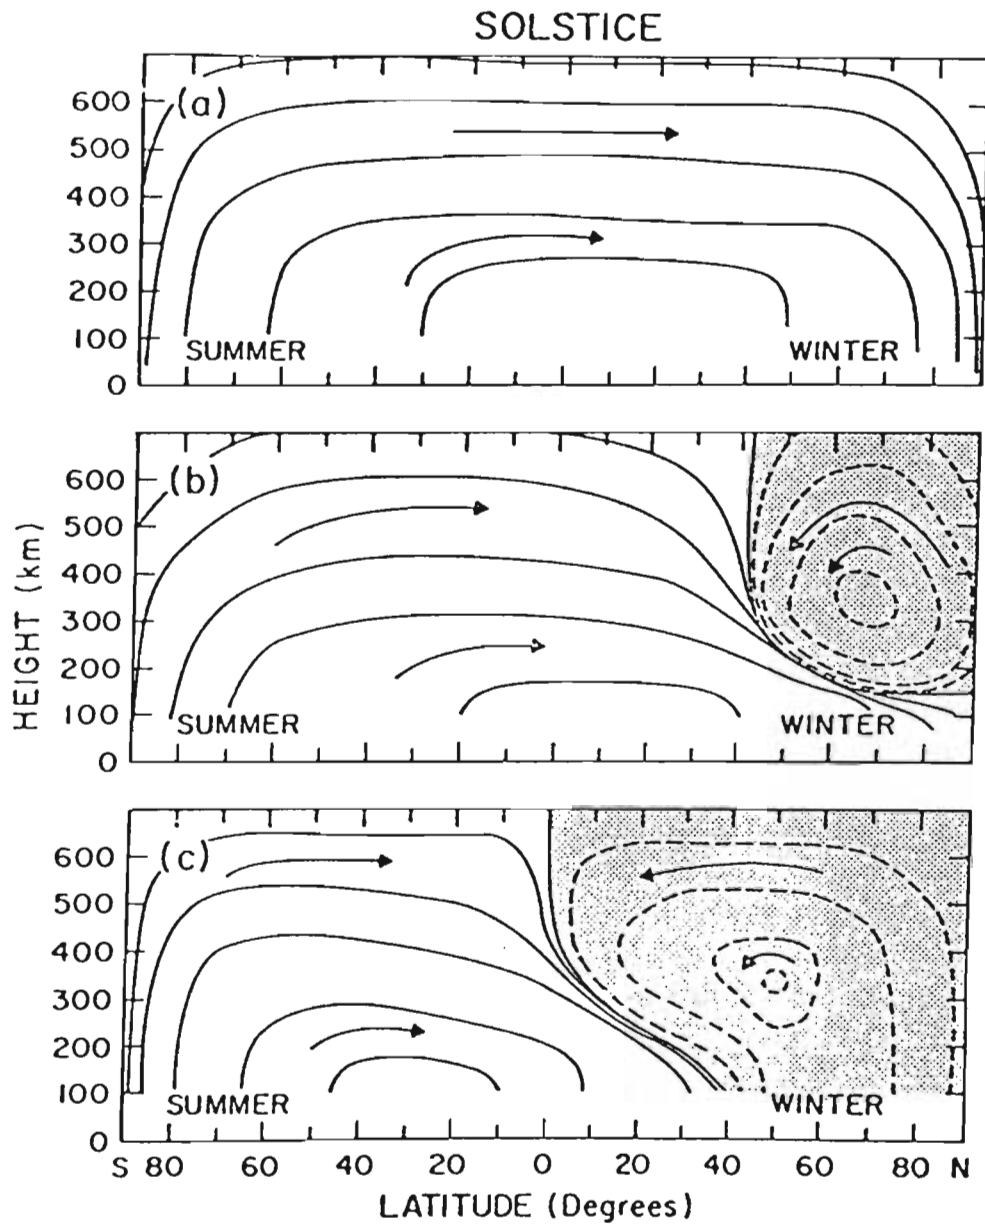 SOLSTICE
(a)
600
500
400
300
200
100
0
SUMMER
WINTER
(b)
600
500
400
300
200
100
0
SUMMER
WINTER
HEIGHT (km)
(c)
600
500
400
300
200
100
0
SUMMER
WINTER
S 80 60 40 20 0 20 40 60 80 N
LATITUDE (Degrees)